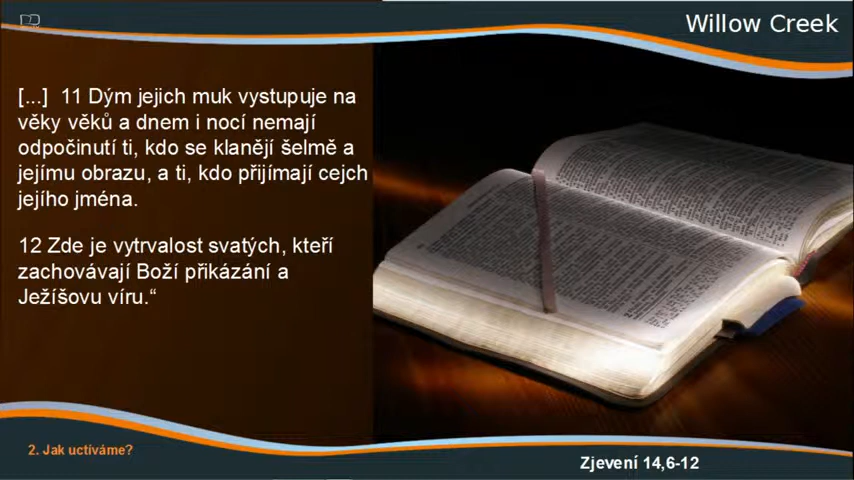 Willow Creek
[...]  11 Dým jejich muk vystupuje na
věky věků a dnem i nocí nemají
odpočinutí ti, kdo se klanějí šelmě a
jejímu obrazu, a ti, kdo přijímají cejch
jejího jména.
12 Zde je vytrvalost svatých, kteří
zachovávají Boží přikázání a
Ježíšovu víru.“
2. Jak uctíváme?
Zjevení 14,6-12